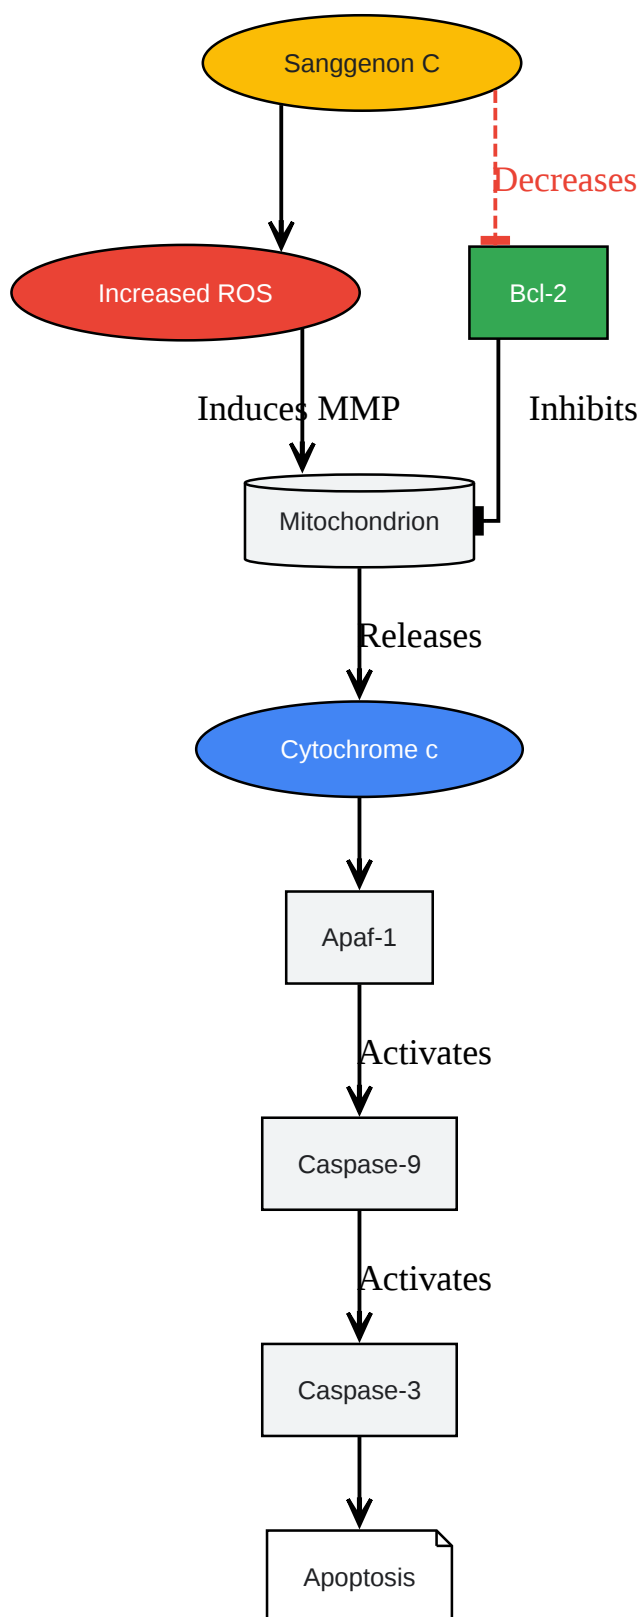 Sanggenon C
Decreases
Increased ROS
Bcl-2
Induces MMP
Inhibits
Mitochondrion
Releases
Cytochrome c
Apaf-1
Activates
Caspase-9
Activates
Caspase-3
Apoptosis